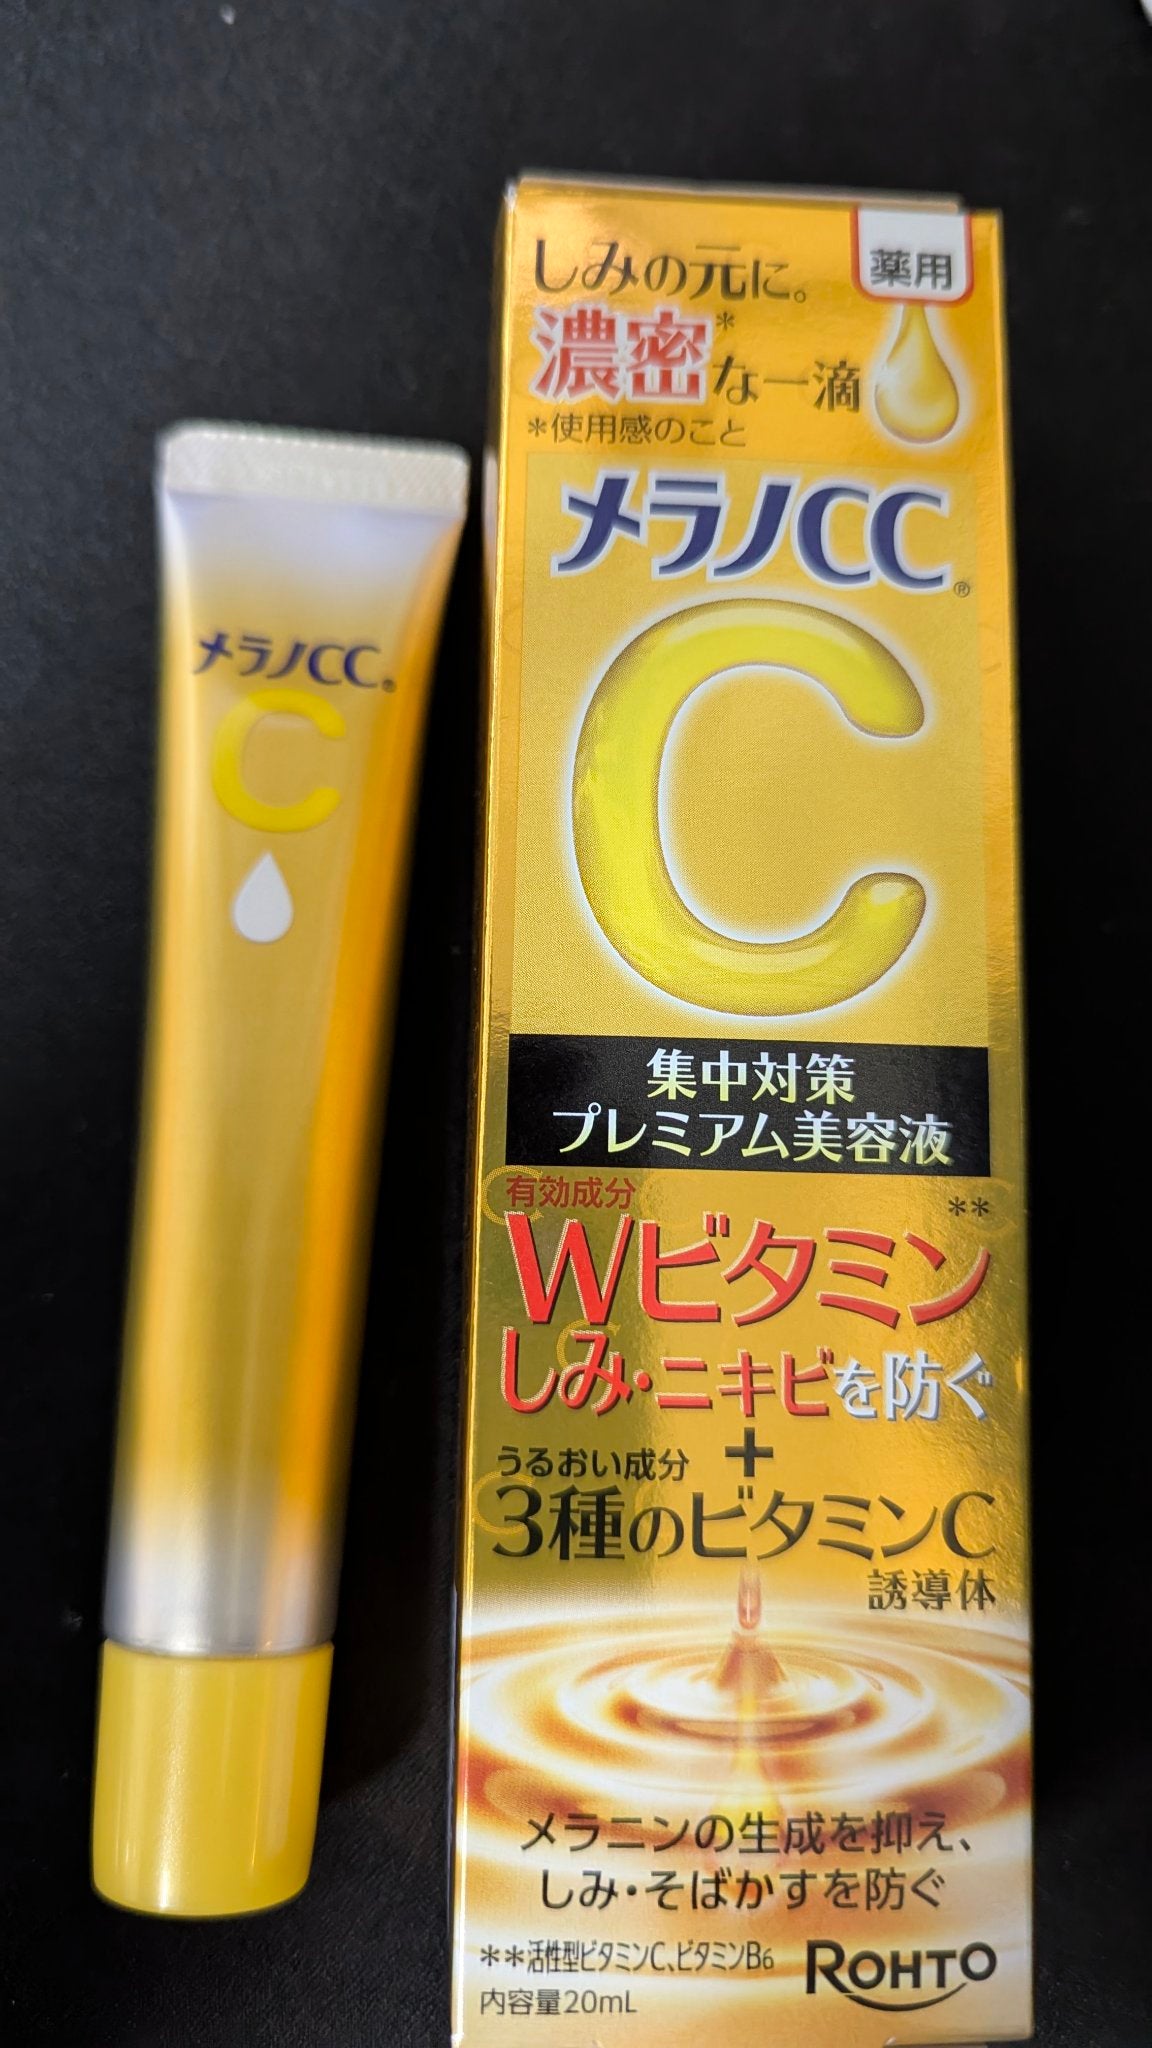 しみの元に。
薬用
濃密*な一滴
*使用感のこと
メラノCC®
C
集中対策
プレミアム美容液
有効成分
Wビタミン**
しみ・ニキビを防ぐ
+
うるおい成分
3種のビタミンC
誘導体
メラニンの生成を抑え、
しみ・そばかすを防ぐ
**活性型ビタミンC、ビタミンB6
内容量20mL
ROHTO
メラノCC®
C